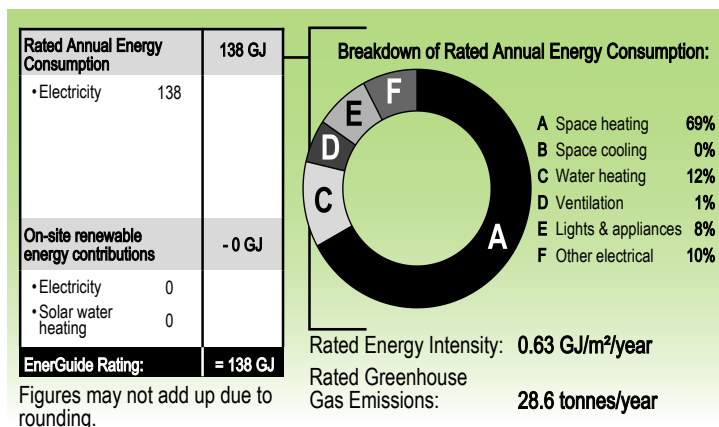 Rated Annual Energy
Consumption
138 GJ
• Electricity 138
On-site renewable
energy contributions
- 0 GJ
• Electricity 0
• Solar water
heating 0
EnerGuide Rating: = 138 GJ
Figures may not add up due to
rounding.
Breakdown of Rated Annual Energy Consumption:
F
E
D
C
A
A Space heating 69%
B Space cooling 0%
C Water heating 12%
D Ventilation 1%
E Lights & appliances 8%
F Other electrical 10%
Rated Energy Intensity: 0.63 GJ/m²/year
Rated Greenhouse
Gas Emissions: 28.6 tonnes/year